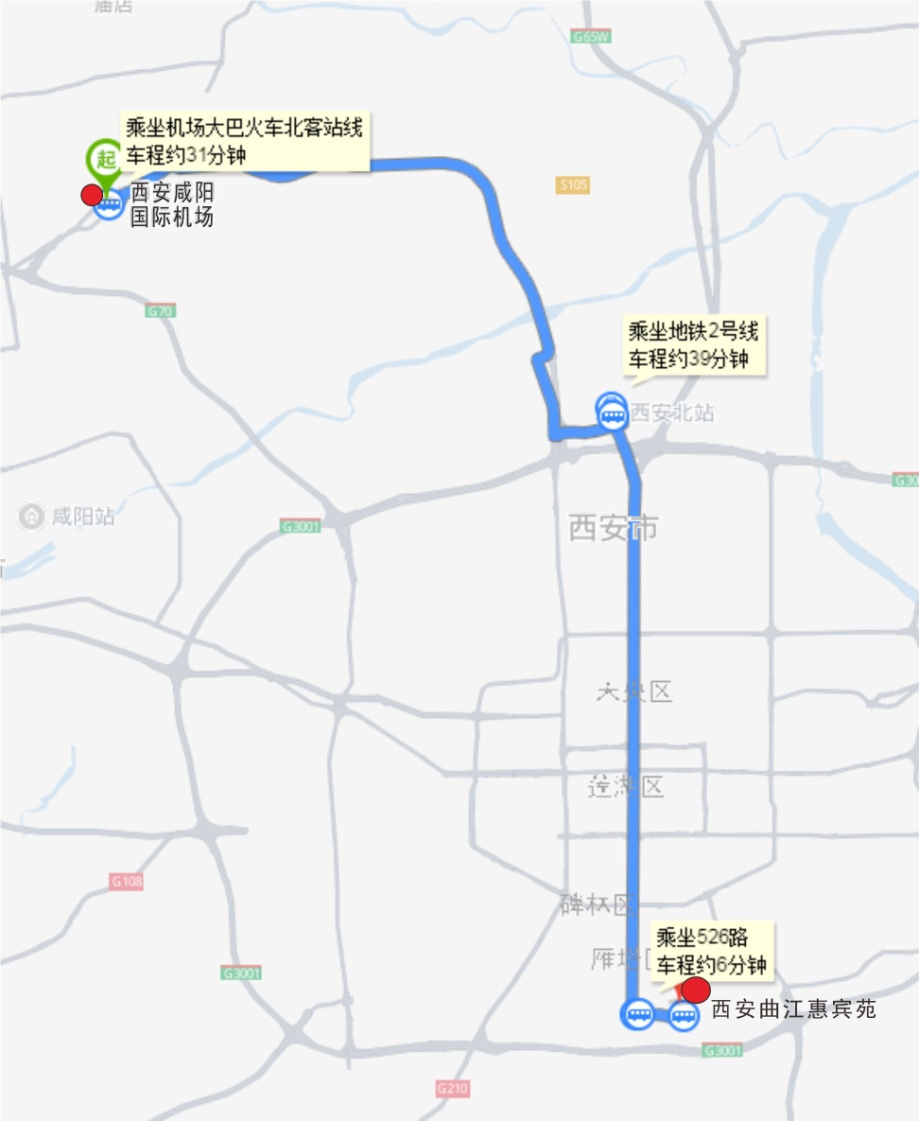 庙店
G65W
乘坐机场大巴火车北客站线
车程约31分钟
起
S105
西安咸阳
国际机场
G70
乘坐地铁2号线
车程约39分钟
西安北站
G30
咸阳站
G3001
西安市
未央区
莲湖区
G108
碑林区
乘坐526路
雁塔区
车程约6分钟
G3001
西安曲江惠宾苑
G3001
G210